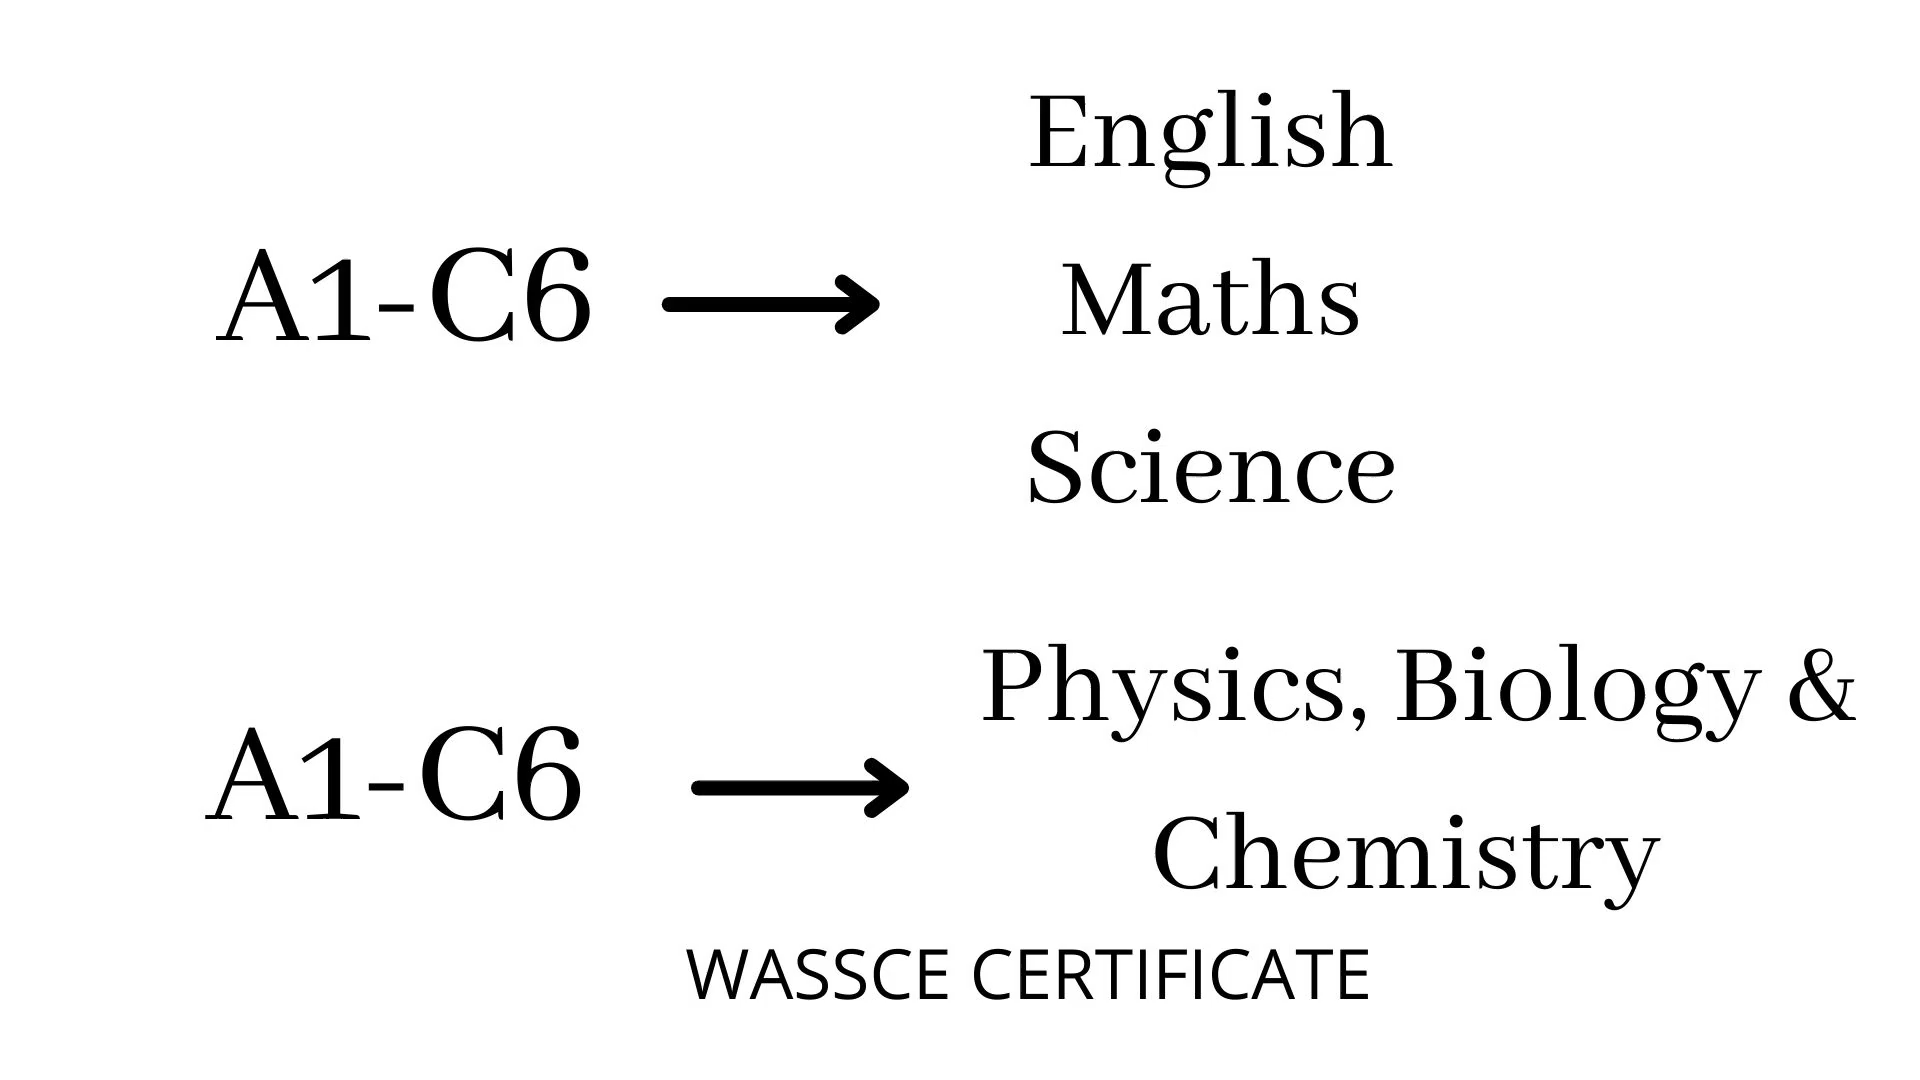 English
A1-C6
Maths
Science
Physics, Biology &
A1-C6
Chemistry
WASSCE CERTIFICATE